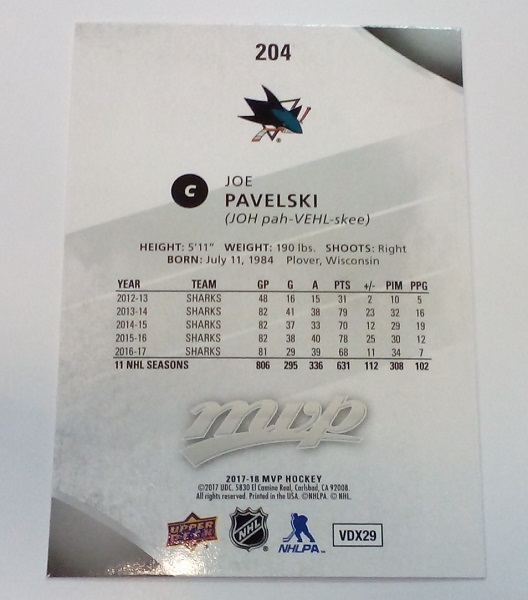 204
C
JOE
PAVELSKI
(JOH pah-VEHL-skee)
HEIGHT: 5'11" WEIGHT: 190 lbs. SHOOTS: Right
BORN: July 11, 1984 Plover, Wisconsin
YEAR TEAM GP G A PTS +/- PIM PPG
2012-13 SHARKS 48 16 15 31 2 10 5
2013-14 SHARKS 82 41 38 79 23 32 16
2014-15 SHARKS 82 37 33 70 12 29 19
2015-16 SHARKS 82 38 40 78 25 30 12
2016-17 SHARKS 81 29 39 68 11 34 7
11 NHL SEASONS 806 295 336 631 112 308 102
mvp
2017-18 MVP HOCKEY
©2017 UDC. 5830 El Camino Real, Carlsbad, CA 92008.
All rights reserved. Printed in the USA. ©NHLPA. © NHL.
UPPER DECK NHL NHLPA VDX29